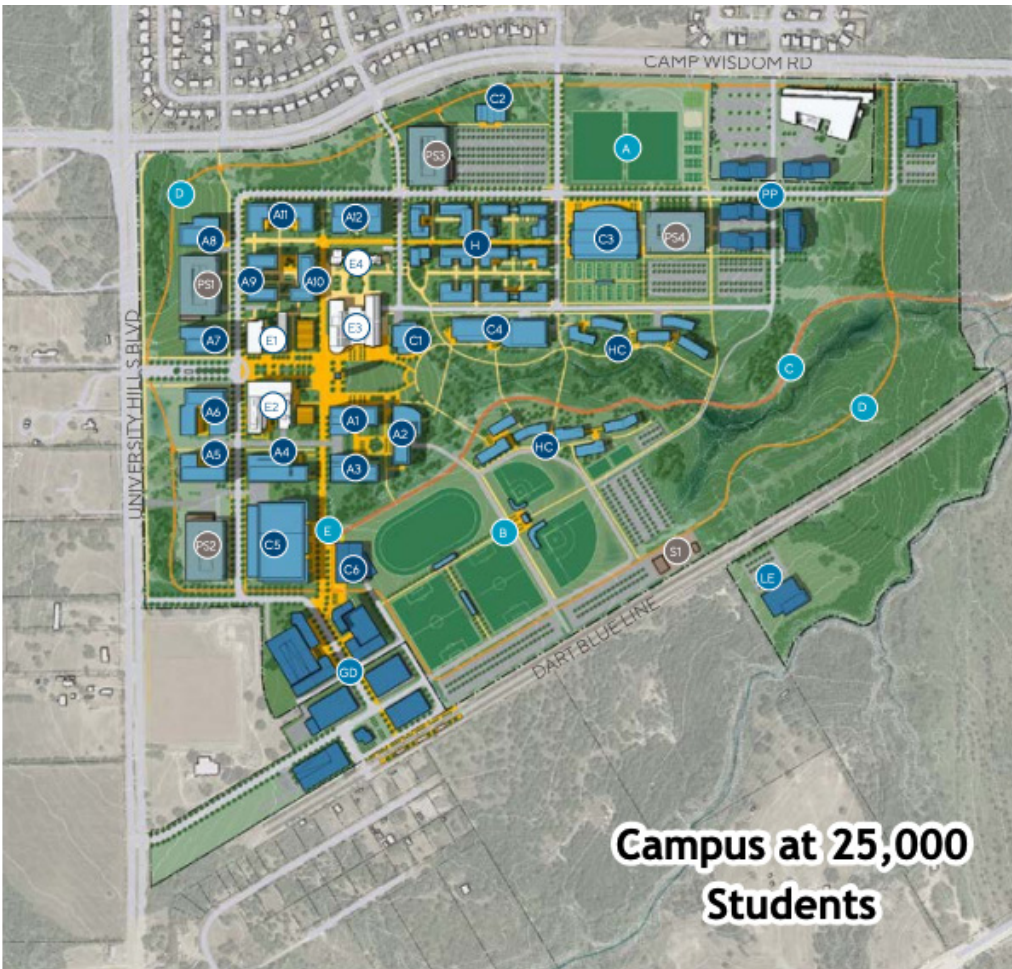 CAMP WISDOM RD
C2
PS3
A
D
PP
A11
A12
A8
H
C3
PS4
E4
A9
A10
PS1
E1
E3
C1
C4
A7
HC
C
E2
A6
A1
A2
D
HC
A5
A4
A3
UNIVERSITY HILLS BLVD
E
B
PS2
C5
C6
S1
LE
DART BLUE LINE
GD
Campus at 25,000
Students